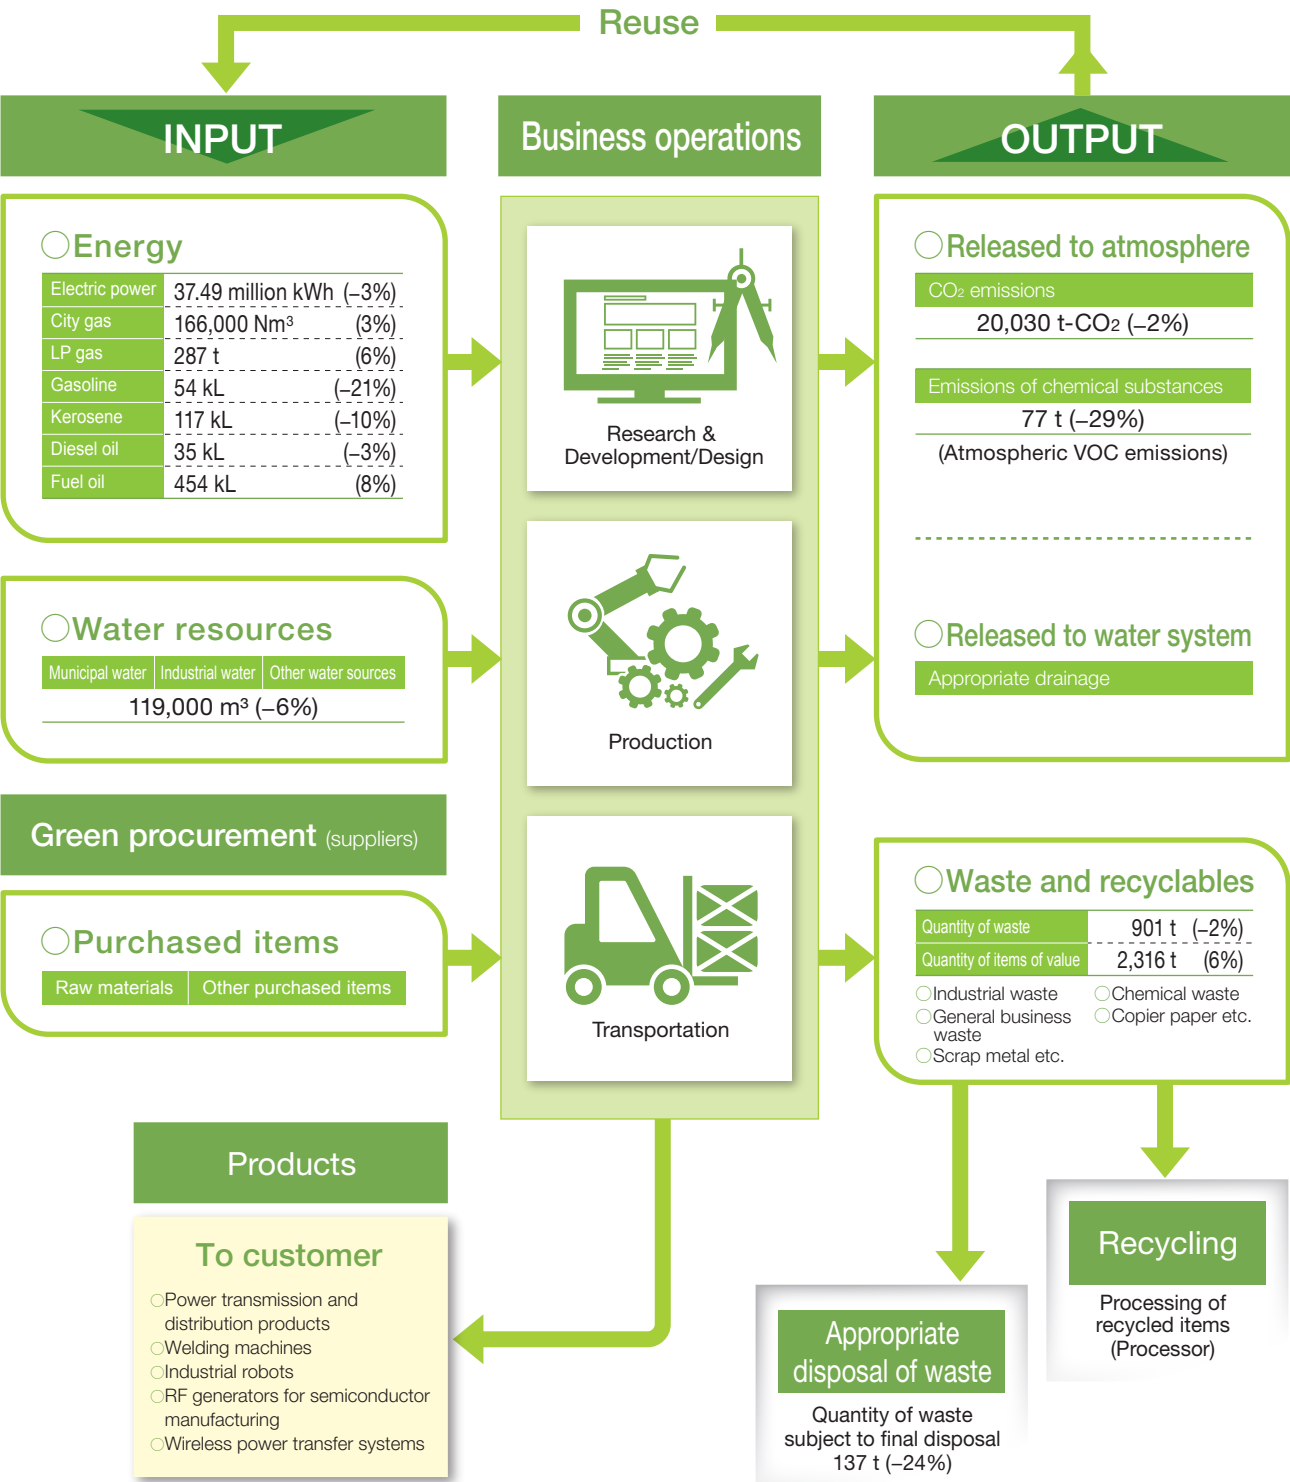 Reuse
INPUT
Business operations
OUTPUT
○Energy
Electric power 37.49 million kWh (–3%)
City gas 166,000 Nm³ (3%)
LP gas 287 t (6%)
Gasoline 54 kL (–21%)
Kerosene 117 kL (–10%)
Diesel oil 35 kL (–3%)
Fuel oil 454 kL (8%)
○Water resources
Municipal water Industrial water Other water sources
119,000 m³ (–6%)
Green procurement (suppliers)
○Purchased items
Raw materials Other purchased items
Research &
Development/Design
Production
Transportation
○Released to atmosphere
CO₂ emissions
20,030 t-CO₂ (–2%)
Emissions of chemical substances
77 t (–29%)
(Atmospheric VOC emissions)
○Released to water system
Appropriate drainage
○Waste and recyclables
Quantity of waste 901 t (–2%)
Quantity of items of value 2,316 t (6%)
○Industrial waste
○General business
waste
○Scrap metal etc.
○Chemical waste
○Copier paper etc.
Products
To customer
○Power transmission and
distribution products
○Welding machines
○Industrial robots
○RF generators for semiconductor
manufacturing
○Wireless power transfer systems
Appropriate
disposal of waste
Quantity of waste
subject to final disposal
137 t (–24%)
Recycling
Processing of
recycled items
(Processor)